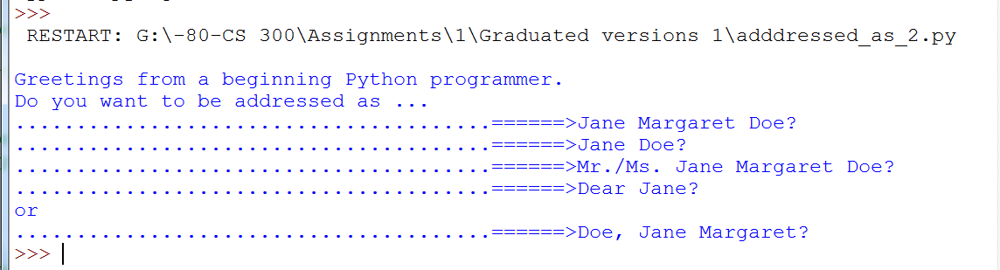 >>>
RESTART: G:\-80-CS 300\Assignments\1\Graduated versions 1\adddressed_as_2.py
Greetings from a beginning Python programmer.
Do you want to be addressed as ...
.......................................======>Jane Margaret Doe?
.......................................======>Jane Doe?
.......................................======>Mr./Ms. Jane Margaret Doe?
.......................................======>Dear Jane?
or
.......................................======>Doe, Jane Margaret?
>>>